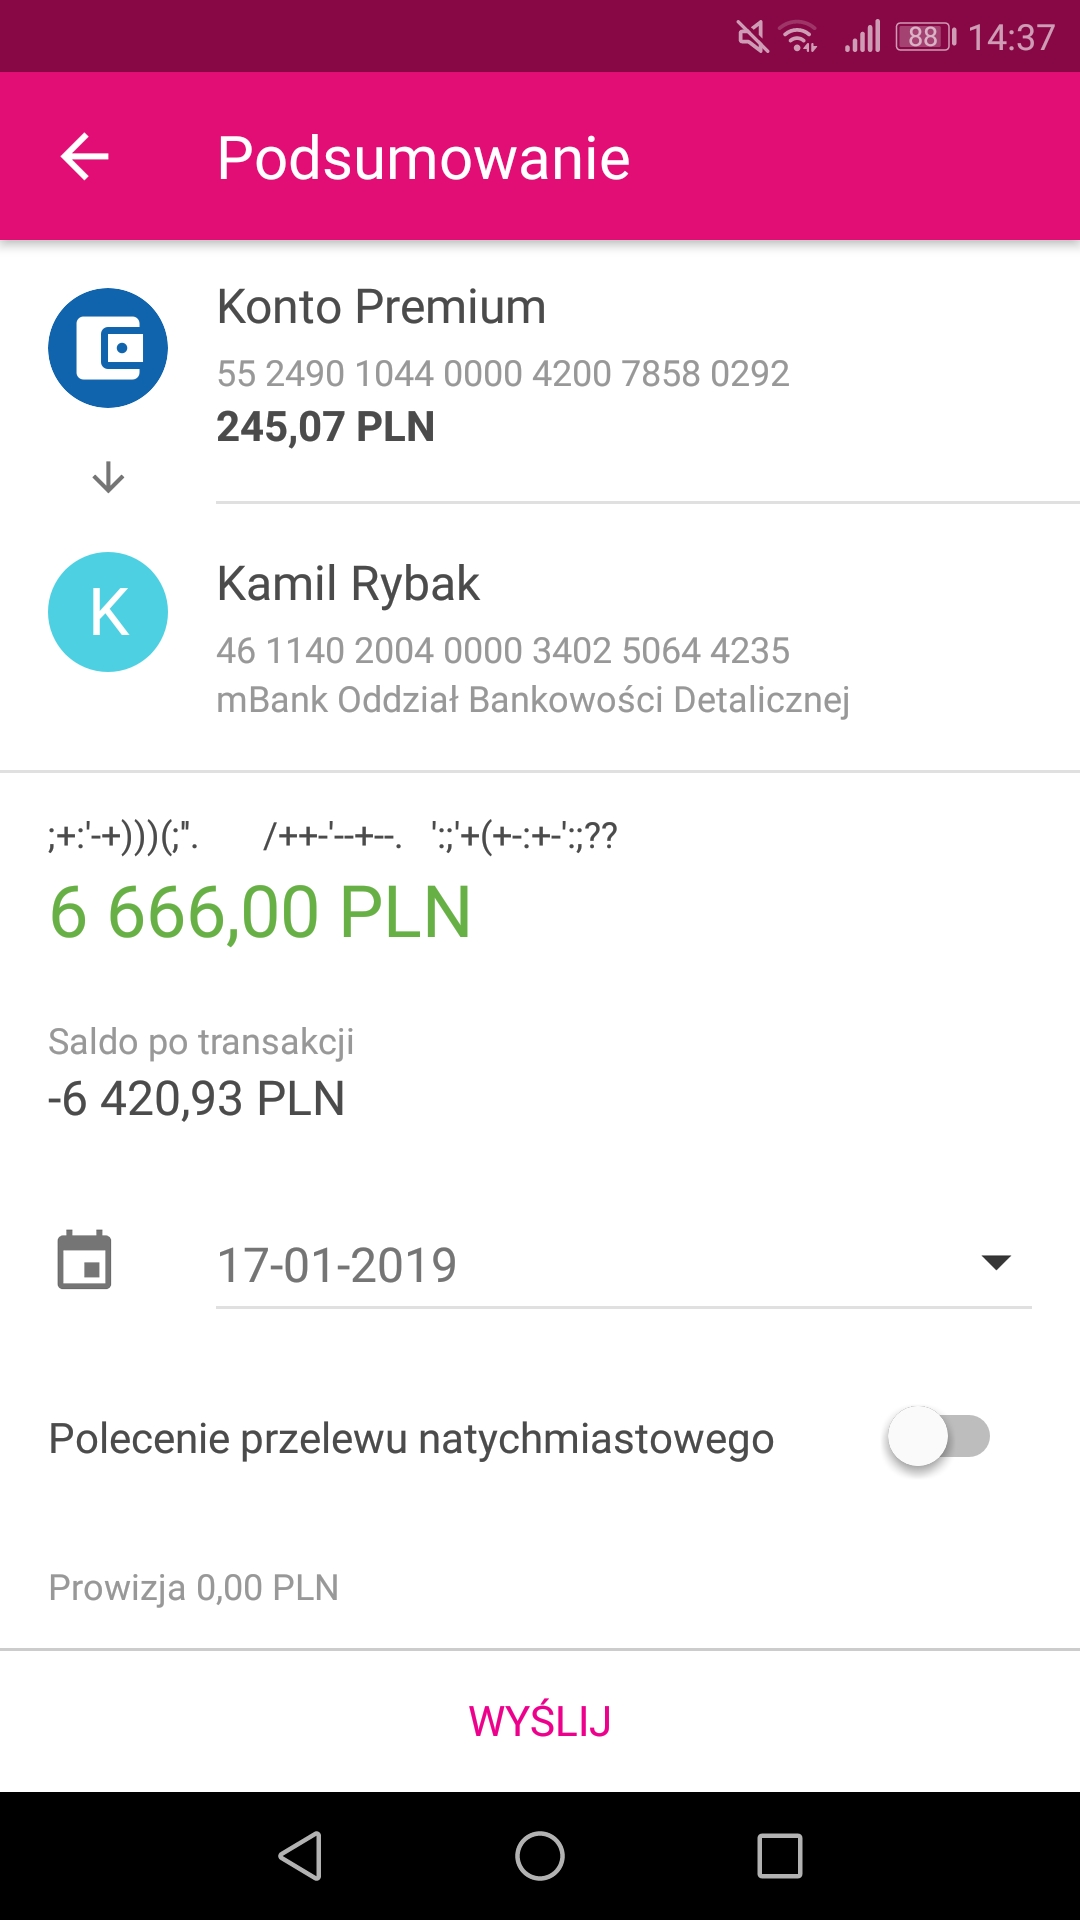 88 14:37
Podsumowanie
Konto Premium
55 2490 1044 0000 4200 7858 0292
245,07 PLN
K
Kamil Rybak
46 1140 2004 0000 3402 5064 4235
mBank Oddział Bankowości Detalicznej
;+:'-+)))(;". /++-'--+--. ':;'+(+-:+-':;??
6 666,00 PLN
Saldo po transakcji
-6 420,93 PLN
17-01-2019
Polecenie przelewu natychmiastowego
Prowizja 0,00 PLN
WYŚLIJ